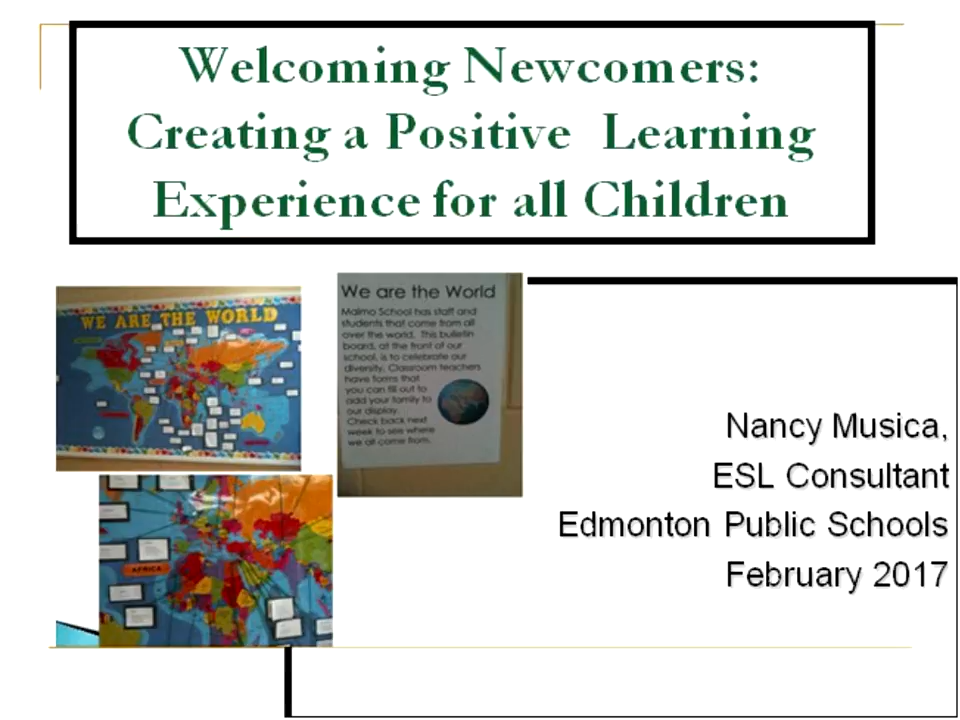 Welcoming Newcomers:
Creating a Positive Learning
Experience for all Children
WE ARE THE WORLD
We are the World
Malmo School has staff and
students that come from all
over the world. This bulletin
board, at the front of our
school, is to celebrate our
diversity. Classroom teachers
have forms that
you can fill out to
add your family to
our display.
Check back next
week to see where
we all come from.
AFRICA
Nancy Musica,
ESL Consultant
Edmonton Public Schools
February 2017